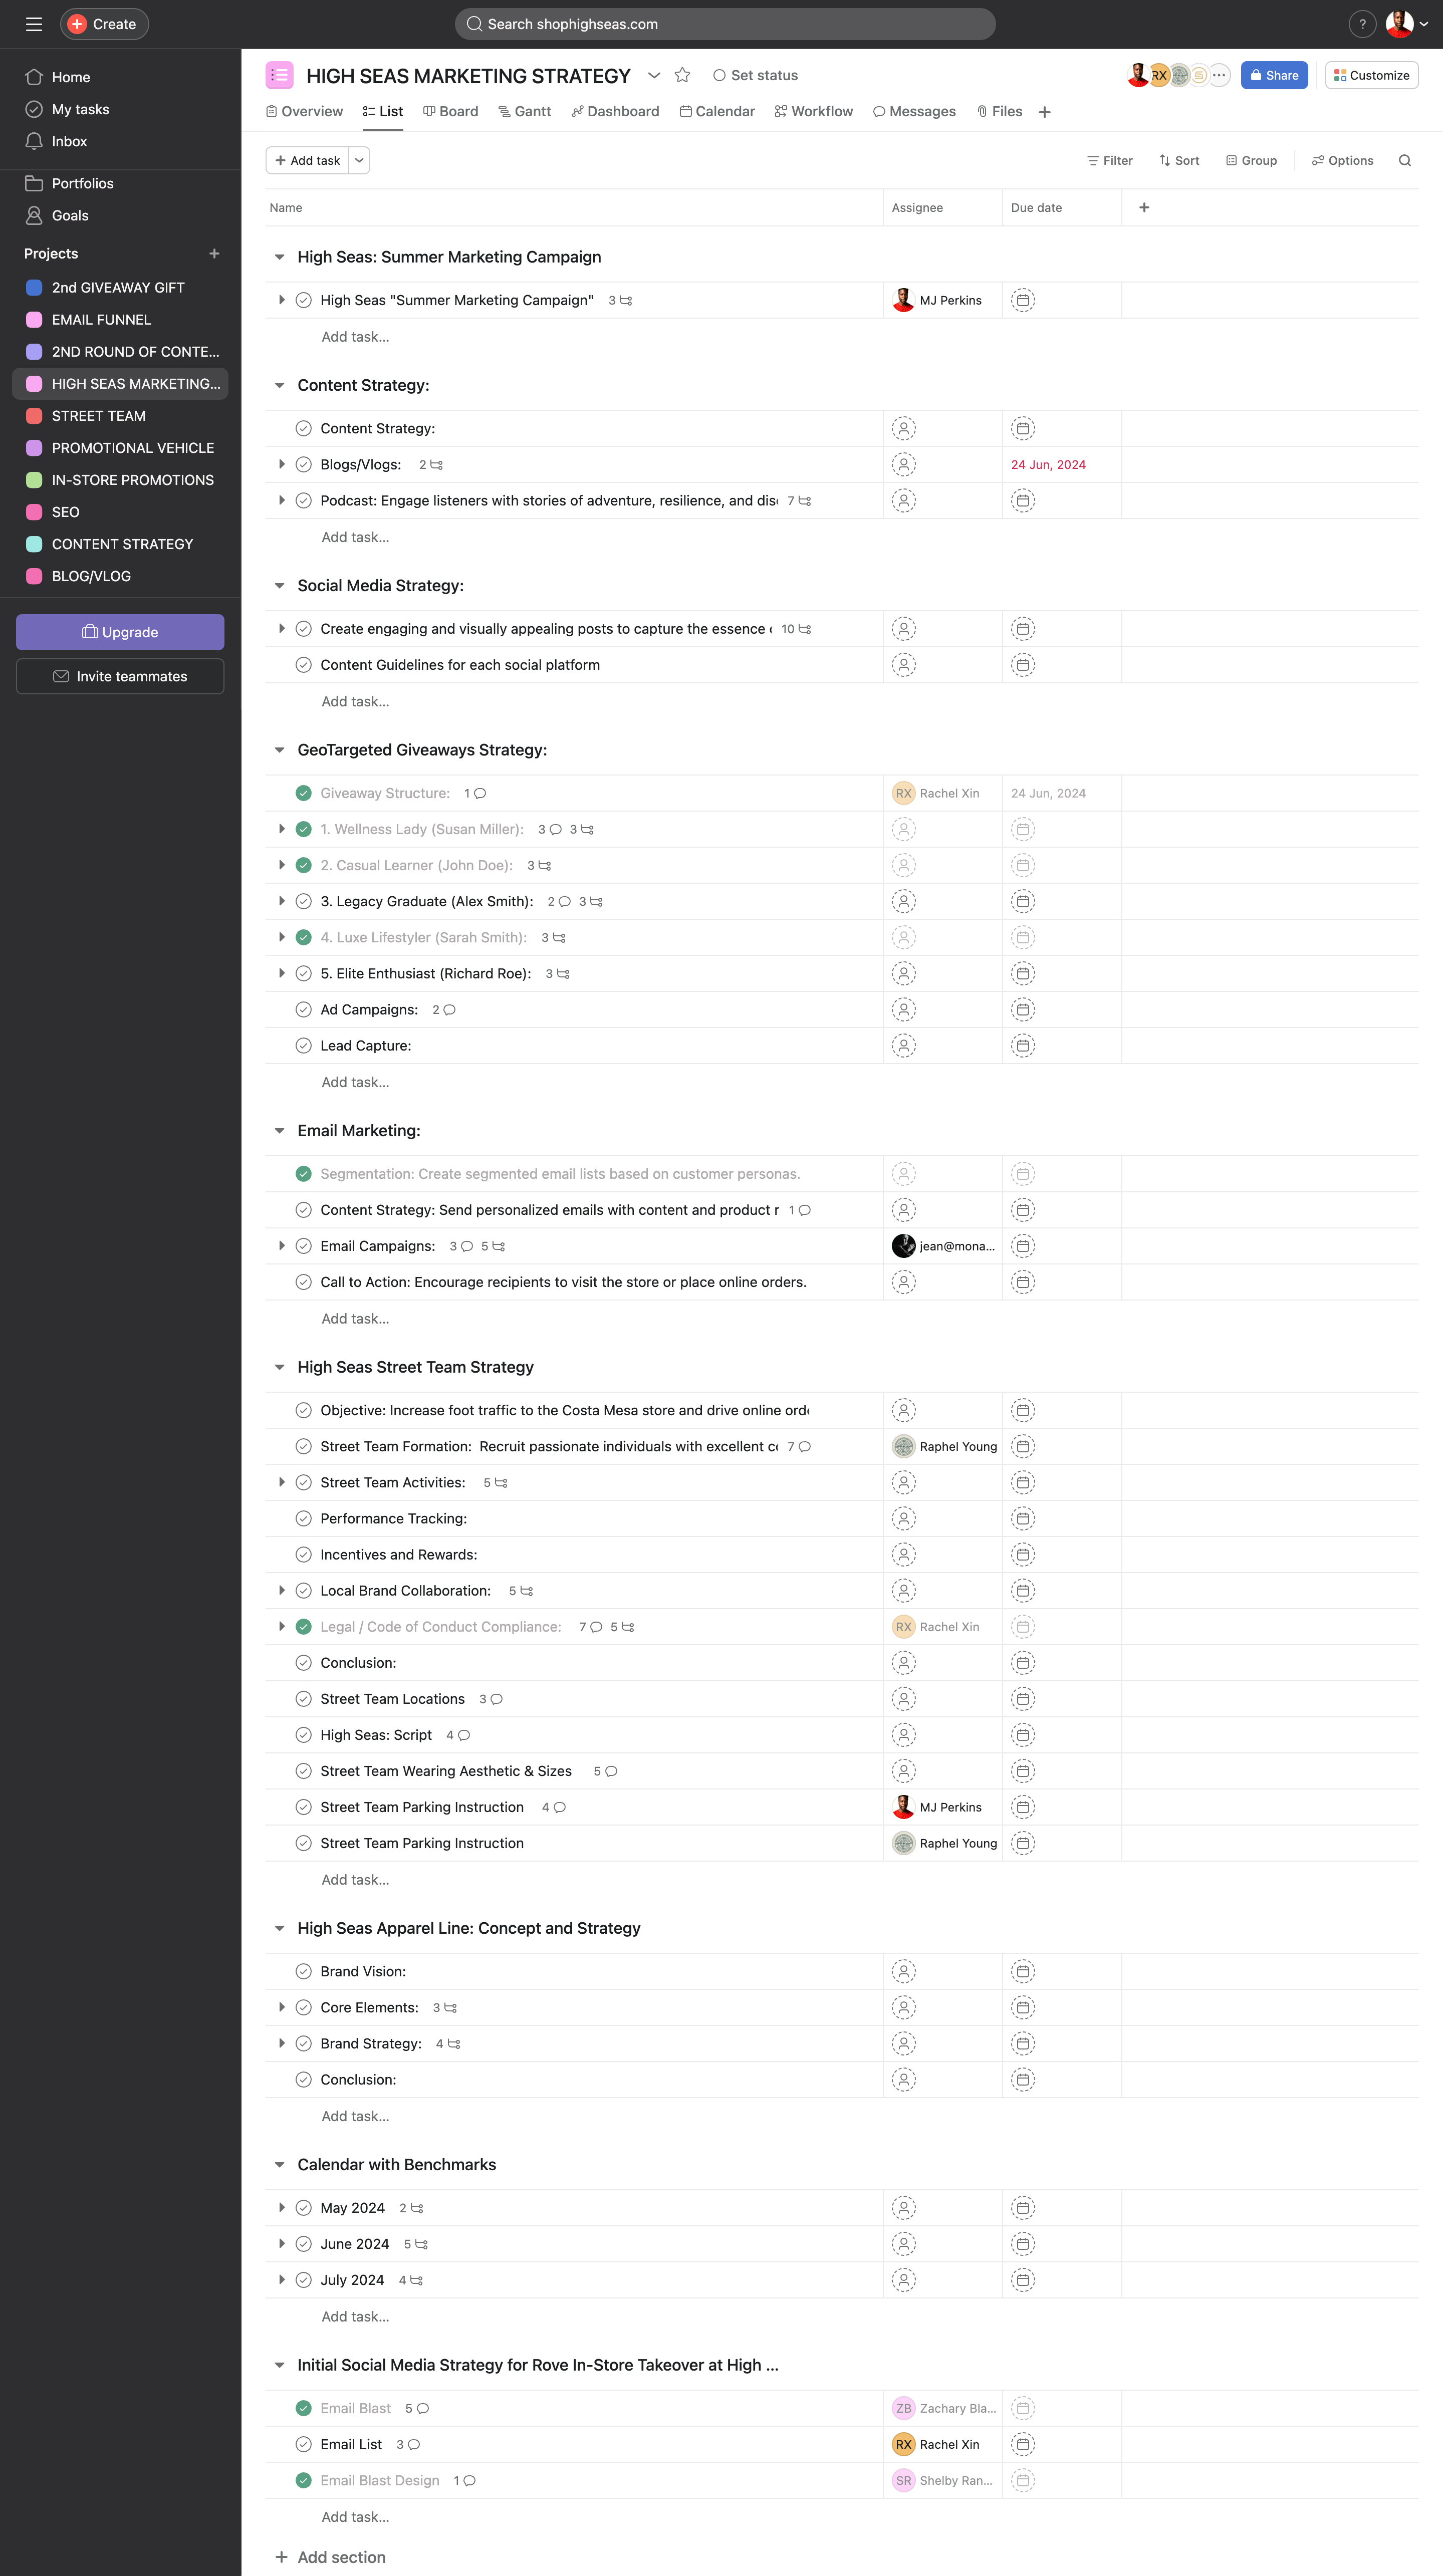 Create
Search shophighseas.com
?
Home
My tasks
Inbox
Portfolios
Goals
Projects
2nd GIVEAWAY GIFT
EMAIL FUNNEL
2ND ROUND OF CONTE...
HIGH SEAS MARKETING...
STREET TEAM
PROMOTIONAL VEHICLE
IN-STORE PROMOTIONS
SEO
CONTENT STRATEGY
BLOG/VLOG
Upgrade
Invite teammates
HIGH SEAS MARKETING STRATEGY Set status RX Share Customize
Overview List Board Gantt Dashboard Calendar Workflow Messages Files
Add task Filter Sort Group Options
Name Assignee Due date
High Seas: Summer Marketing Campaign
High Seas "Summer Marketing Campaign" 3 MJ Perkins
Add task...
Content Strategy:
Content Strategy:
Blogs/Vlogs: 2 24 Jun, 2024
Podcast: Engage listeners with stories of adventure, resilience, and dis 7
Add task...
Social Media Strategy:
Create engaging and visually appealing posts to capture the essence 10
Content Guidelines for each social platform
Add task...
GeoTargeted Giveaways Strategy:
Giveaway Structure: 1 RX Rachel Xin 24 Jun, 2024
1. Wellness Lady (Susan Miller): 3 3
2. Casual Learner (John Doe): 3
3. Legacy Graduate (Alex Smith): 2 3
4. Luxe Lifestyler (Sarah Smith): 3
5. Elite Enthusiast (Richard Roe): 3
Ad Campaigns: 2
Lead Capture:
Add task...
Email Marketing:
Segmentation: Create segmented email lists based on customer personas.
Content Strategy: Send personalized emails with content and product r 1
Email Campaigns: 3 5 jean@mona...
Call to Action: Encourage recipients to visit the store or place online orders.
Add task...
High Seas Street Team Strategy
Objective: Increase foot traffic to the Costa Mesa store and drive online ord
Street Team Formation: Recruit passionate individuals with excellent c 7 Raphel Young
Street Team Activities: 5
Performance Tracking:
Incentives and Rewards:
Local Brand Collaboration: 5
Legal / Code of Conduct Compliance: 7 5 RX Rachel Xin
Conclusion:
Street Team Locations 3
High Seas: Script 4
Street Team Wearing Aesthetic & Sizes 5
Street Team Parking Instruction 4 MJ Perkins
Street Team Parking Instruction Raphel Young
Add task...
High Seas Apparel Line: Concept and Strategy
Brand Vision:
Core Elements: 3
Brand Strategy: 4
Conclusion:
Add task...
Calendar with Benchmarks
May 2024 2
June 2024 5
July 2024 4
Add task...
Initial Social Media Strategy for Rove In-Store Takeover at High ...
Email Blast 5 ZB Zachary Bla...
Email List 3 RX Rachel Xin
Email Blast Design 1 SR Shelby Ran...
Add task...
Add section